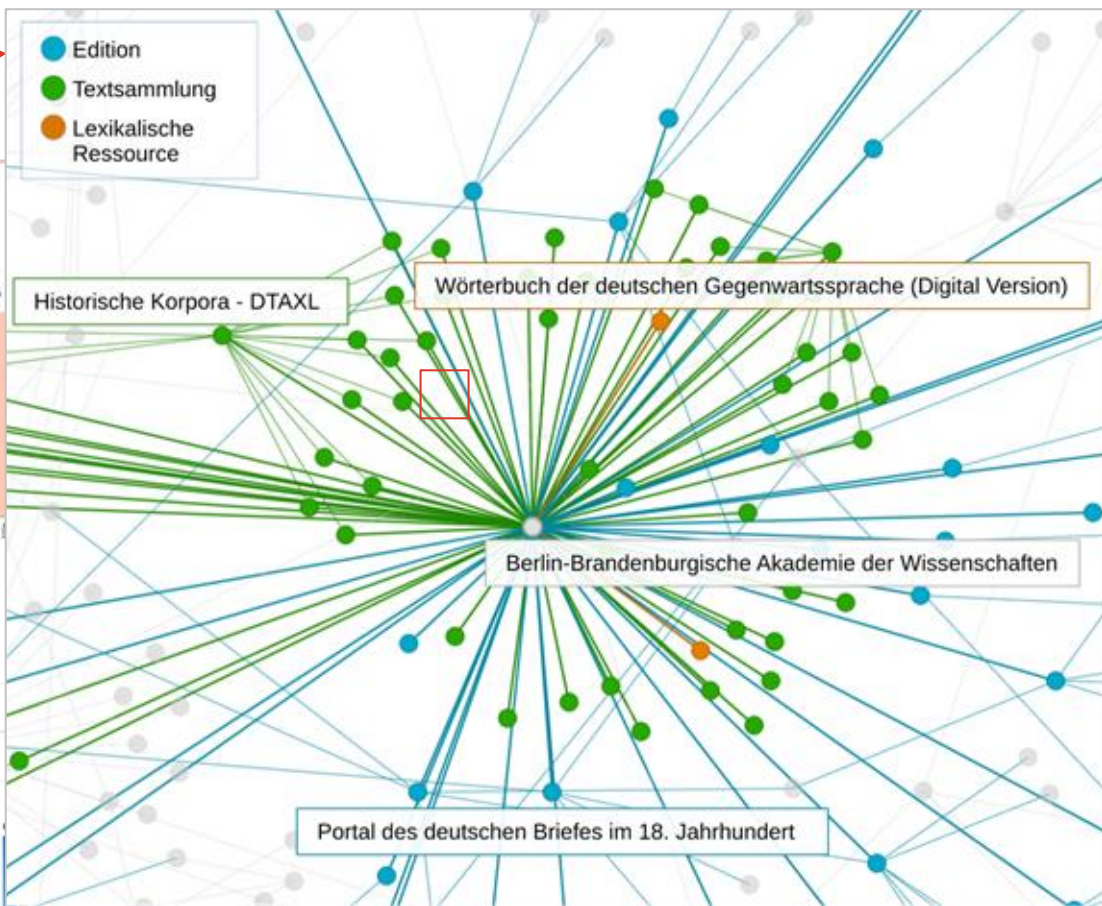 Edition
Textsammlung
Lexikalische
Ressource
Historische Korpora - DTAXL
Wörterbuch der deutschen Gegenwartssprache (Digital Version)
Berlin-Brandenburgische Akademie der Wissenschaften
Portal des deutschen Briefes im 18. Jahrhundert